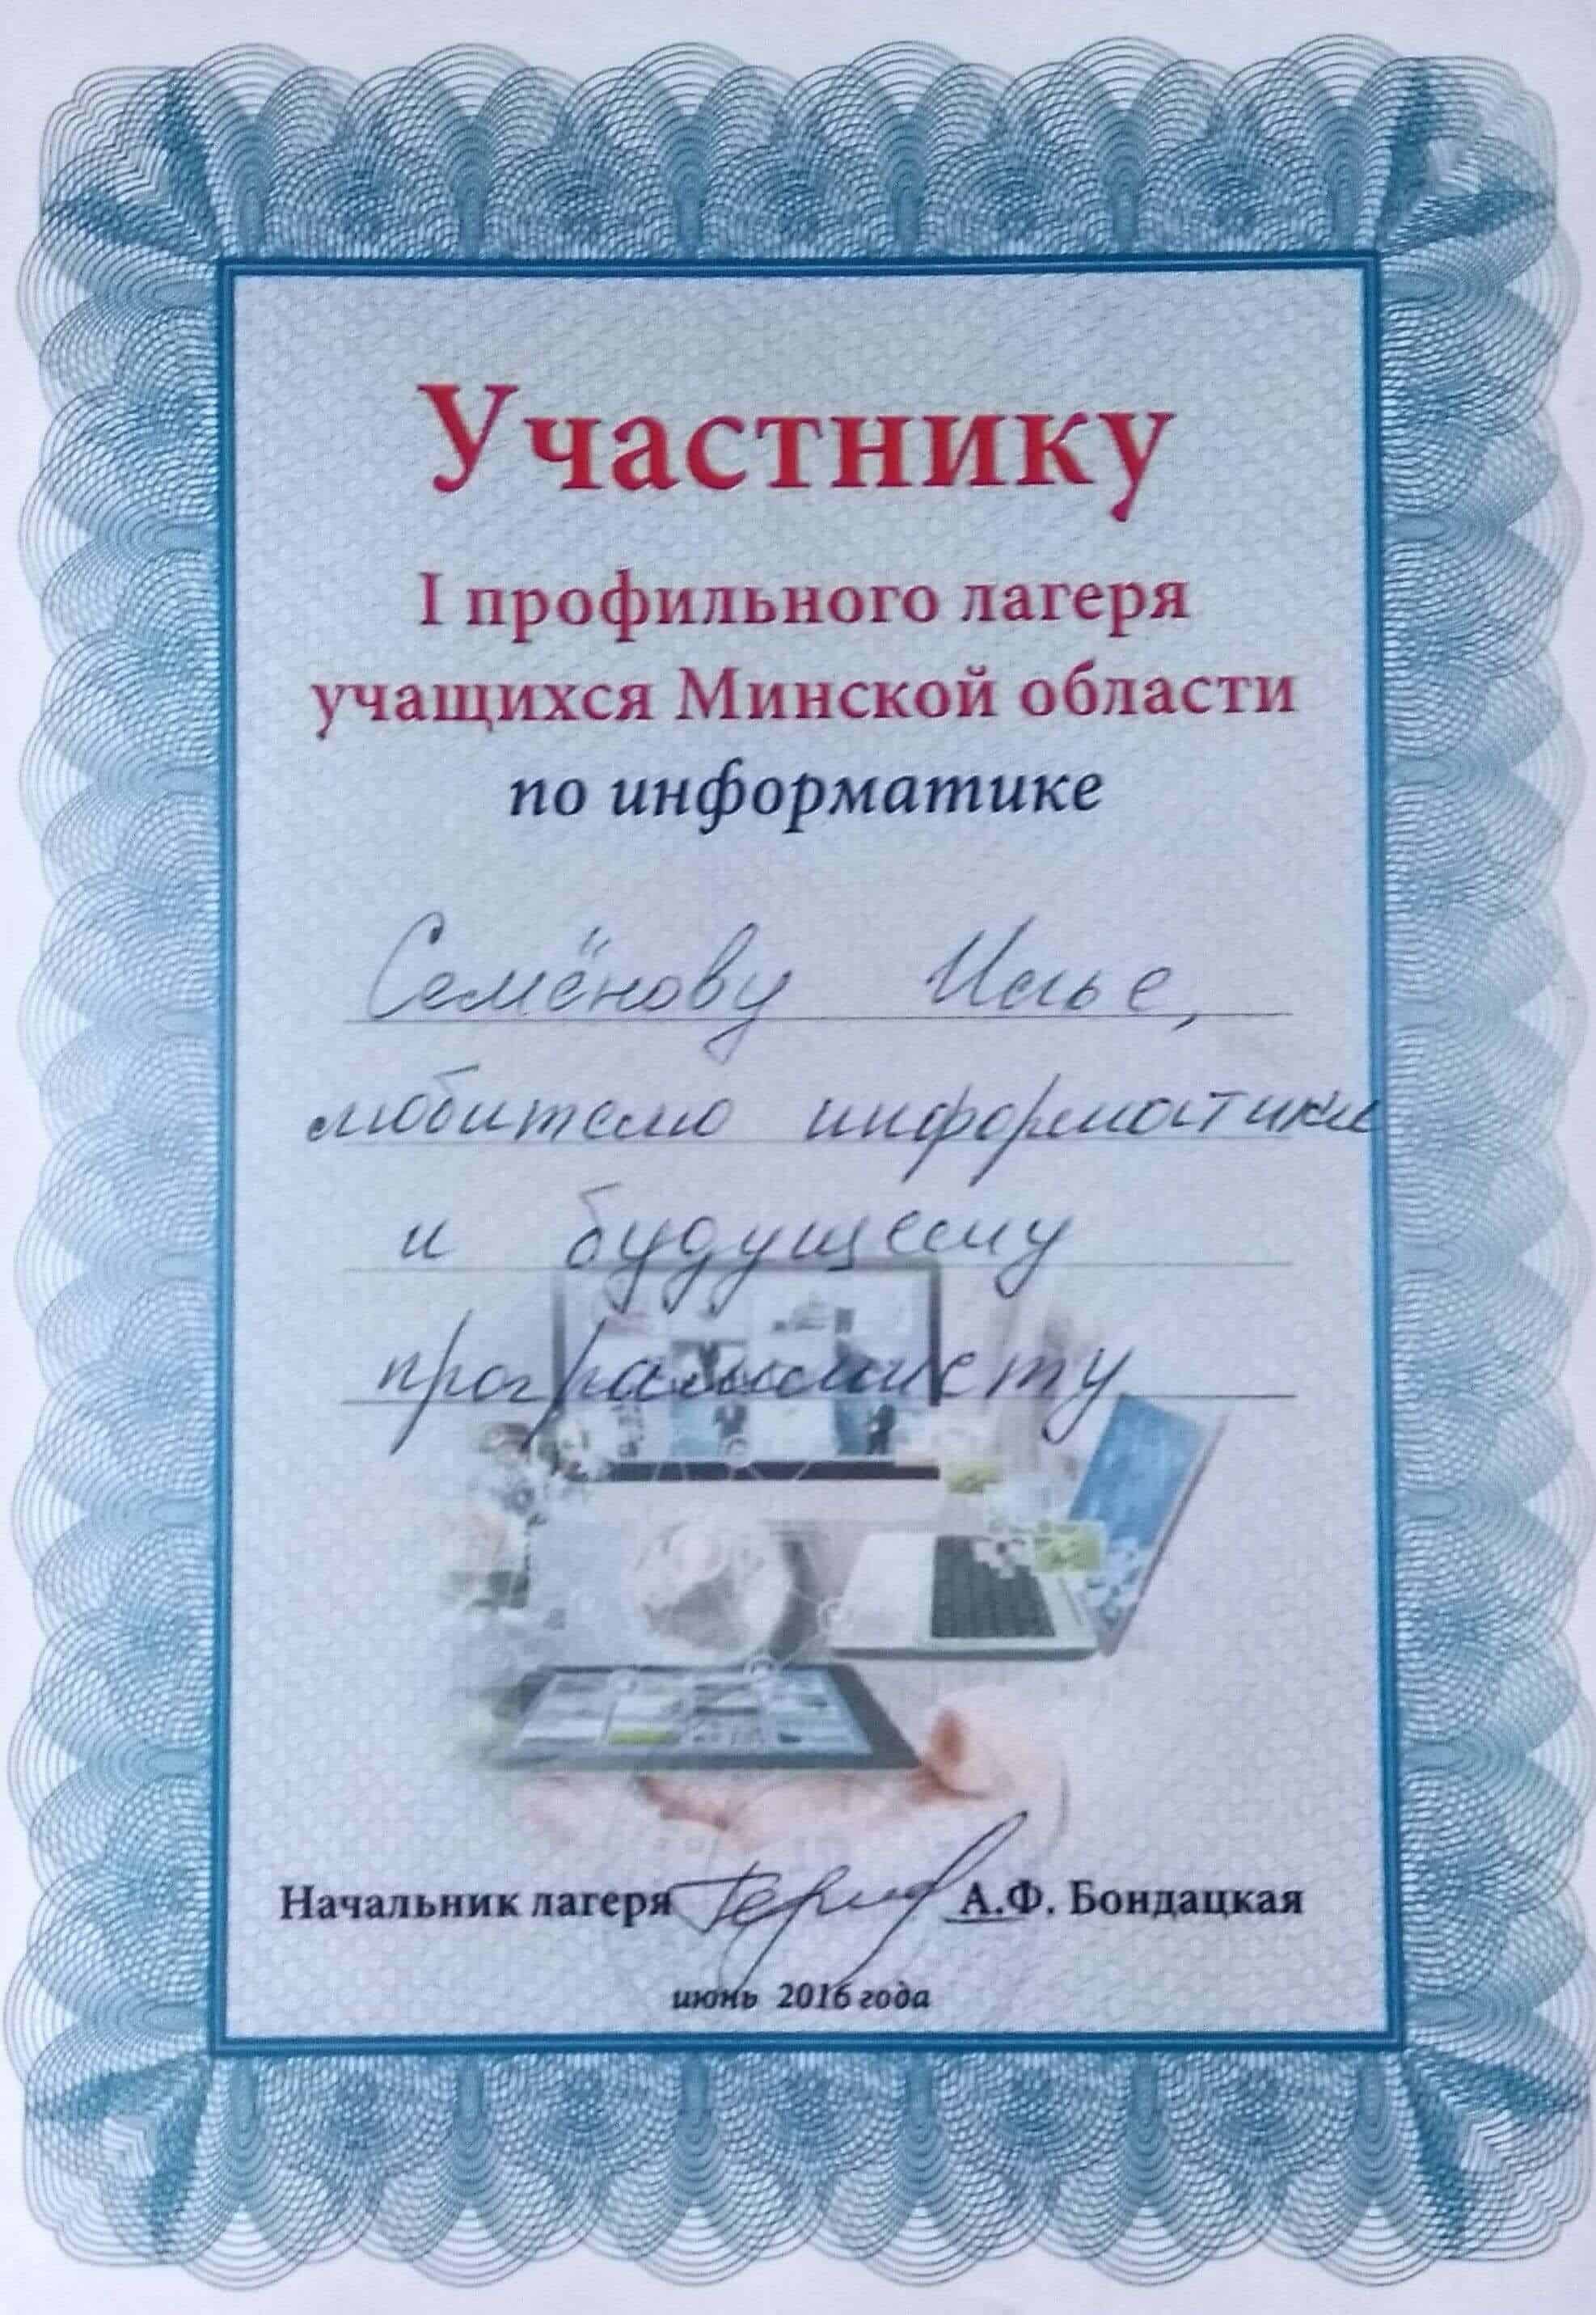 Участнику
I профильного лагеря
учащихся Минской области
по информатике
Семёнову Илье,
любителю информатики
и будущему
программисту
Начальник лагеря А.Ф. Бондацкая
июнь 2016 года